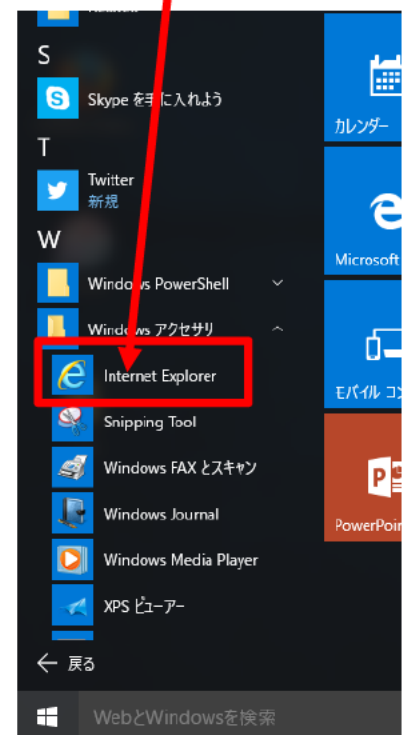 S
Skype を手に入れよう
T
Twitter
新規
W
Windows PowerShell
Windows アクセサリ
Internet Explorer
Snipping Tool
Windows FAX とスキャン
Windows Journal
Windows Media Player
XPS ビューアー
戻る
WebとWindowsを検索
カレンダー
Microsoft
モバイル コン
PowerPoin